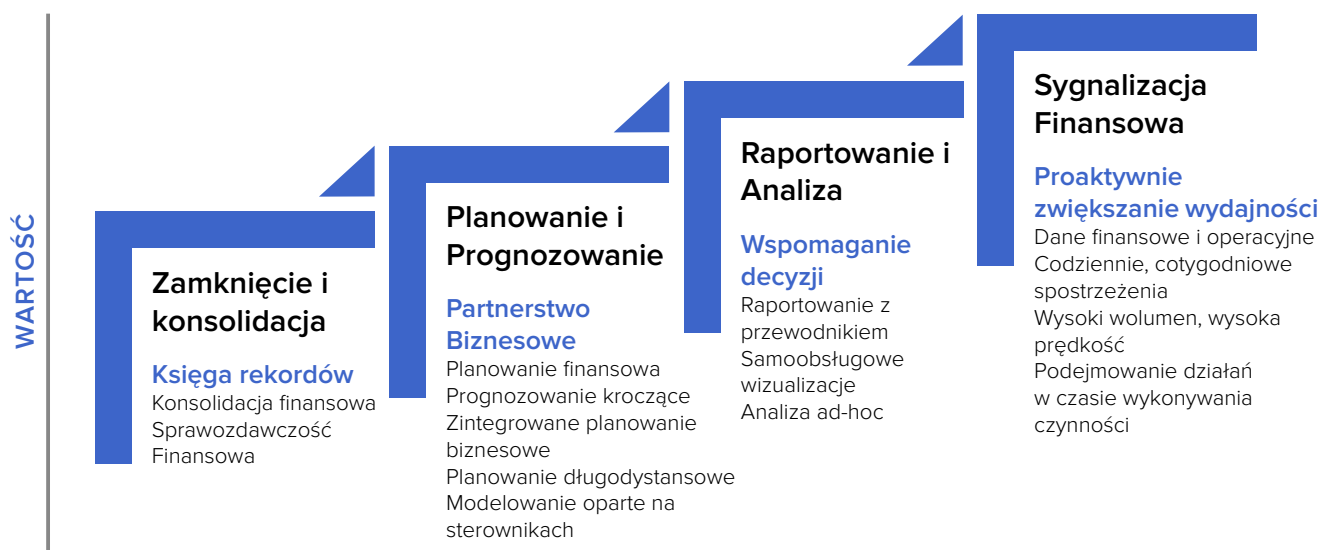 WARTOŚĆ
Zamknięcie i
konsolidacja
Księga rekordów
Konsolidacja finansowa
Sprawozdawczość
Finansowa
Planowanie i
Prognozowanie
Partnerstwo
Biznesowe
Planowanie finansowa
Prognozowanie kroczące
Zintegrowane planowanie
biznesowe
Planowanie długodystansowe
Modelowanie oparte na
sterownikach
Raportowanie i
Analiza
Wspomaganie
decyzji
Raportowanie z
przewodnikiem
Samoobsługowe
wizualizacje
Analiza ad-hoc
Sygnalizacja
Finansowa
Proaktywnie
zwiększanie wydajności
Dane finansowe i operacyjne
Codziennie, cotygodniowe
spostrzeżenia
Wysoki wolumen, wysoka
prędkość
Podejmowanie działań
w czasie wykonywania
czynności